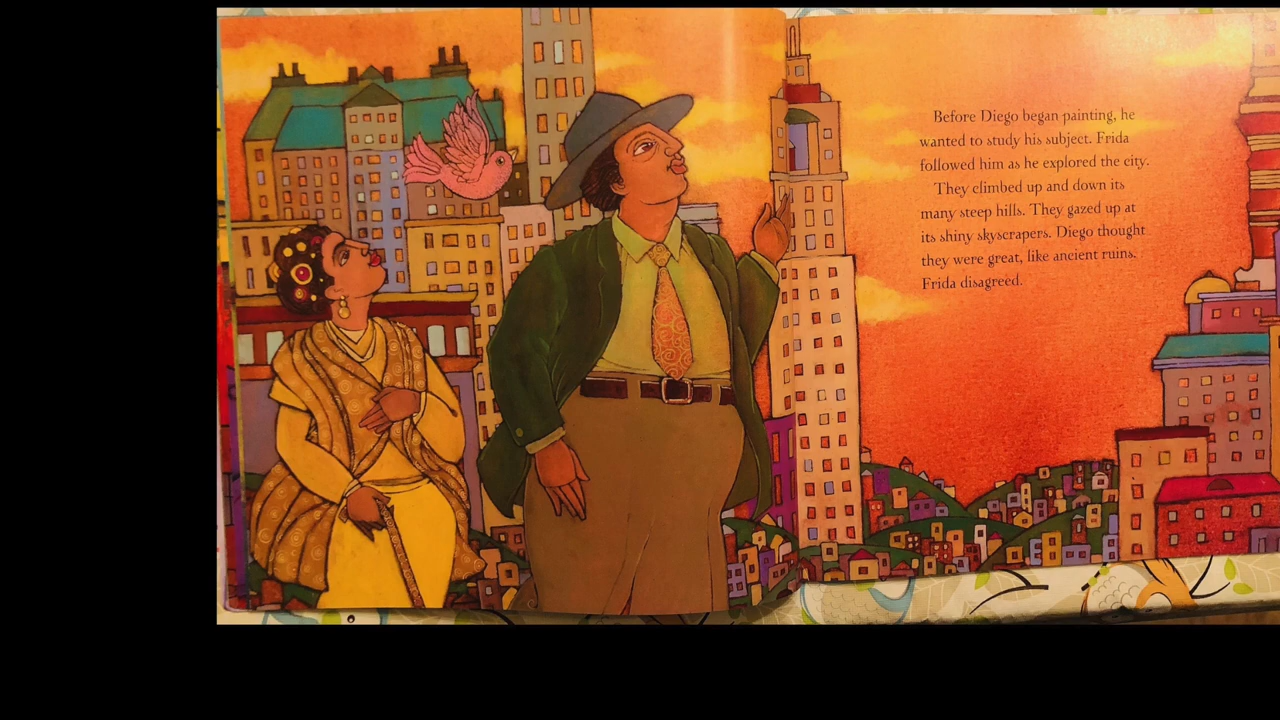 Before Diego began painting, he
wanted to study his subject. Frida
followed him as he explored the city.
They climbed up and down its
many steep hills. They gazed up at
its shiny skyscrapers. Diego thought
they were great, like ancient ruins.
Frida disagreed.